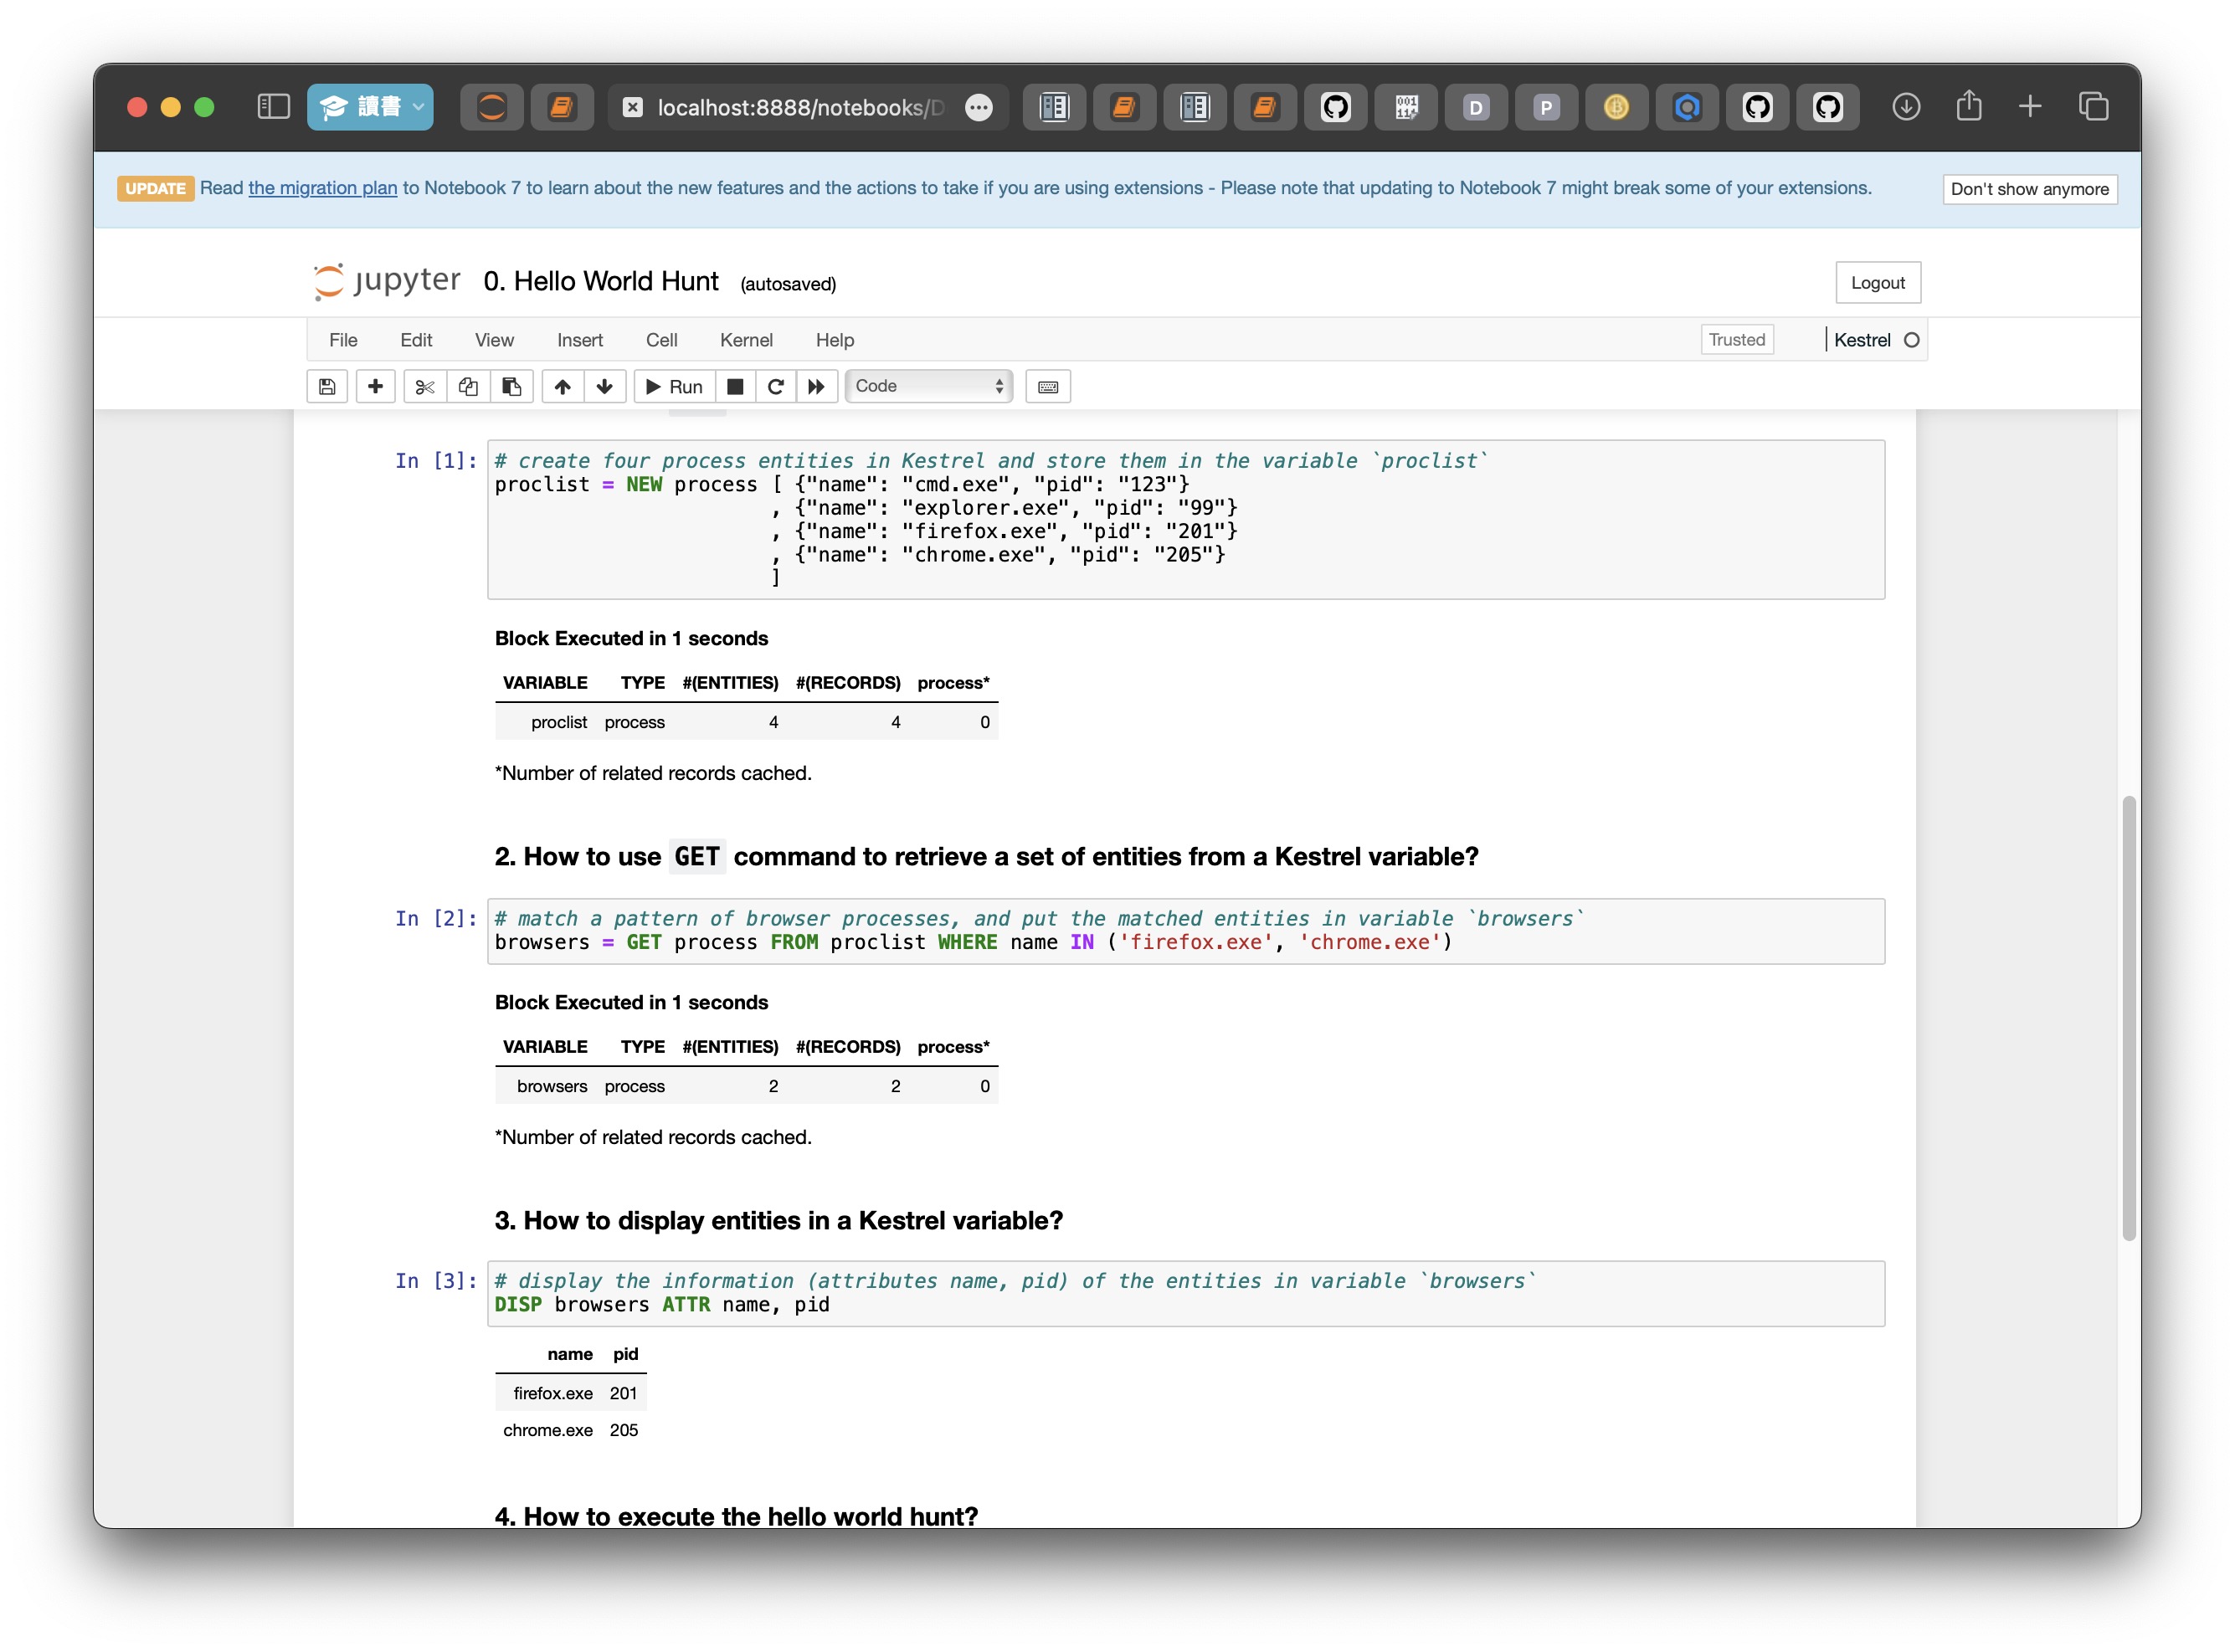 讀書
localhost:8888/notebooks/D
D
P
UPDATE Read the migration plan to Notebook 7 to learn about the new features and the actions to take if you are using extensions - Please note that updating to Notebook 7 might break some of your extensions.
Don't show anymore
jupyter 0. Hello World Hunt (autosaved)
Logout
File Edit View Insert Cell Kernel Help
Trusted
Kestrel
Run
Code
In [1]:
# create four process entities in Kestrel and store them in the variable `proclist`
proclist = NEW process [ {"name": "cmd.exe", "pid": "123"}
, {"name": "explorer.exe", "pid": "99"}
, {"name": "firefox.exe", "pid": "201"}
, {"name": "chrome.exe", "pid": "205"}
]
Block Executed in 1 seconds
VARIABLE TYPE #(ENTITIES) #(RECORDS) process*
proclist process 4 4 0
*Number of related records cached.
2. How to use GET command to retrieve a set of entities from a Kestrel variable?
In [2]:
# match a pattern of browser processes, and put the matched entities in variable `browsers`
browsers = GET process FROM proclist WHERE name IN ('firefox.exe', 'chrome.exe')
Block Executed in 1 seconds
VARIABLE TYPE #(ENTITIES) #(RECORDS) process*
browsers process 2 2 0
*Number of related records cached.
3. How to display entities in a Kestrel variable?
In [3]:
# display the information (attributes name, pid) of the entities in variable `browsers`
DISP browsers ATTR name, pid
name pid
firefox.exe 201
chrome.exe 205
4. How to execute the hello world hunt?